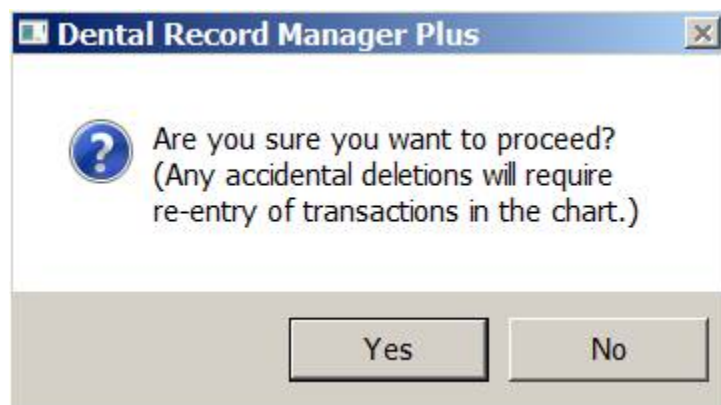 Dental Record Manager Plus
Are you sure you want to proceed?
(Any accidental deletions will require
re-entry of transactions in the chart.)
Yes
No